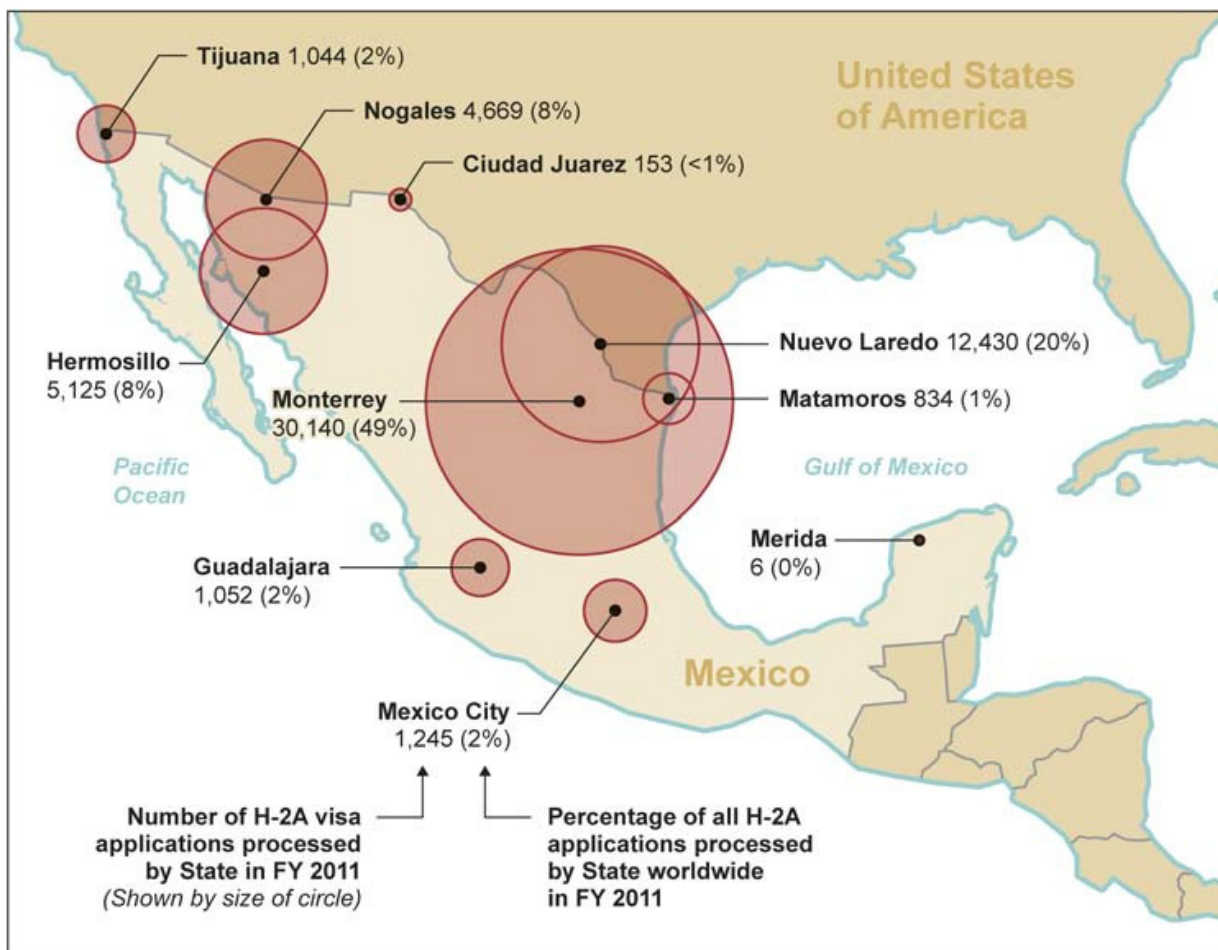 Tijuana 1,044 (2%)
United States
of America
Nogales 4,669 (8%)
Ciudad Juarez 153 (<1%)
Hermosillo
5,125 (8%)
Nuevo Laredo 12,430 (20%)
Monterrey
30,140 (49%)
Matamoros 834 (1%)
Pacific
Ocean
Gulf of Mexico
Guadalajara
1,052 (2%)
Merida
6 (0%)
Mexico
Mexico City
1,245 (2%)
Number of H-2A visa
applications processed
by State in FY 2011
(Shown by size of circle)
Percentage of all H-2A
applications processed
by State worldwide
in FY 2011